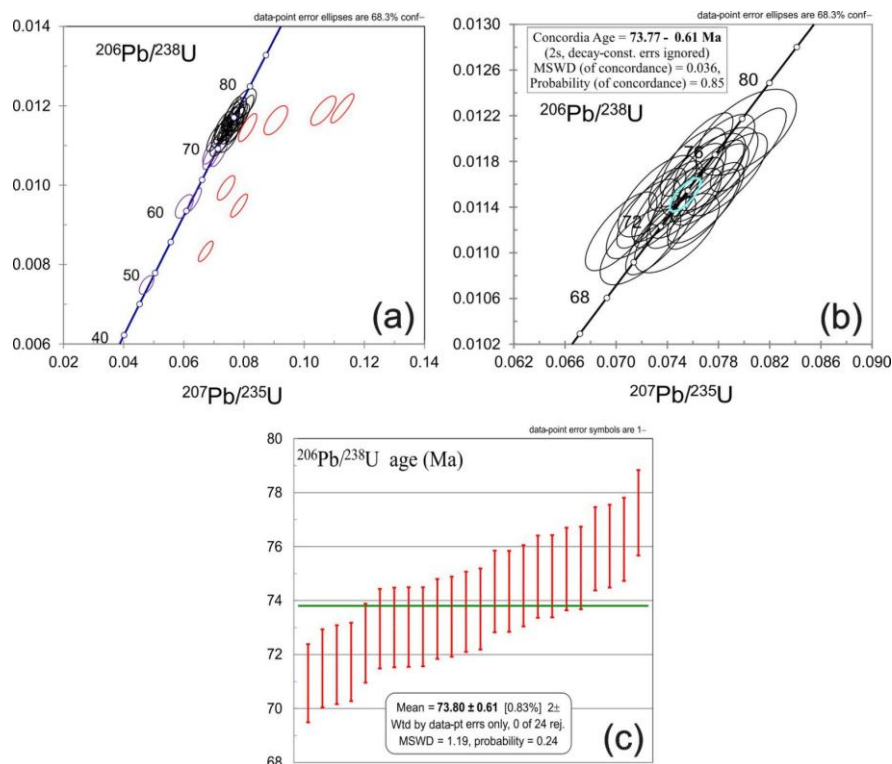 data-point error ellipses are 68.3% conf–
0.014
0.012
0.010
0.008
0.006
206Pb/238U
80
70
60
50
40
(a)
0.02 0.04 0.06 0.08 0.10 0.12 0.14
207Pb/235U
data-point error ellipses are 68.3% conf–
0.0130
0.0126
0.0122
0.0118
0.0114
0.0110
0.0106
0.0102
Concordia Age = 73.77 - 0.61 Ma
(2s, decay-const. errs ignored)
MSWD (of concordance) = 0.036,
Probability (of concordance) = 0.85
206Pb/238U
80
76
72
68
(b)
0.062 0.066 0.070 0.074 0.078 0.082 0.086 0.090
207Pb/235U
data-point error symbols are 1–
206Pb/238U age (Ma)
80
78
76
74
72
70
68
Mean = 73.80 ± 0.61 [0.83%] 2±
Wtd by data-pt errs only, 0 of 24 rej.
MSWD = 1.19, probability = 0.24
(c)